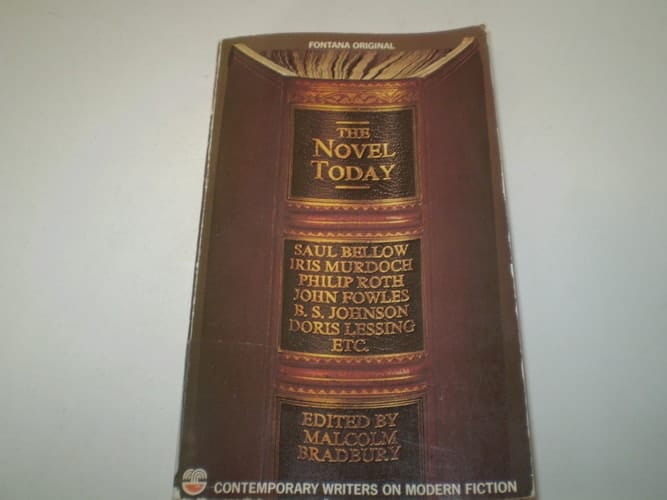 FONTANA ORIGINAL
THE
NOVEL
TODAY
SAUL BELLOW
IRIS MURDOCH
PHILIP ROTH
JOHN FOWLES
B. S. JOHNSON
DORIS LESSING
ETC.
EDITED BY
MALCOLM
BRADBURY
CONTEMPORARY WRITERS ON MODERN FICTION